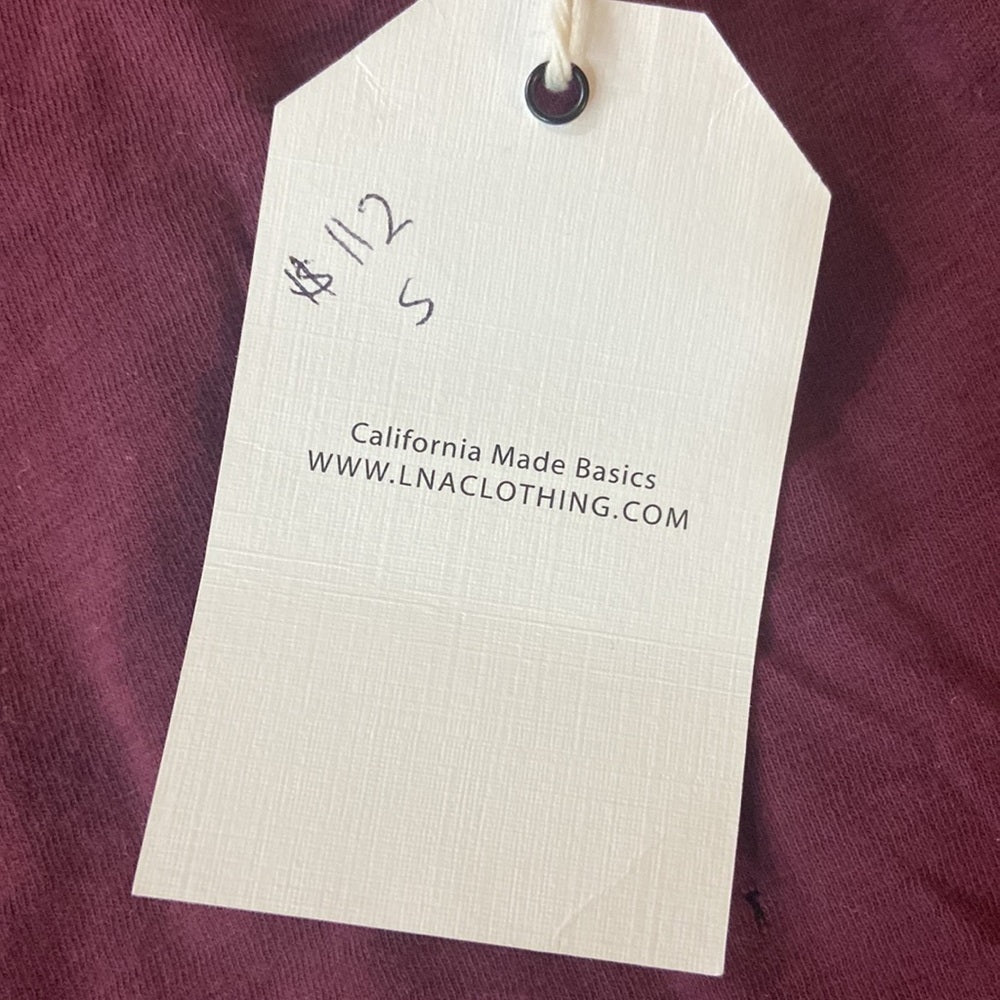 $112
S
California Made Basics
WWW.LNACLOTHING.COM